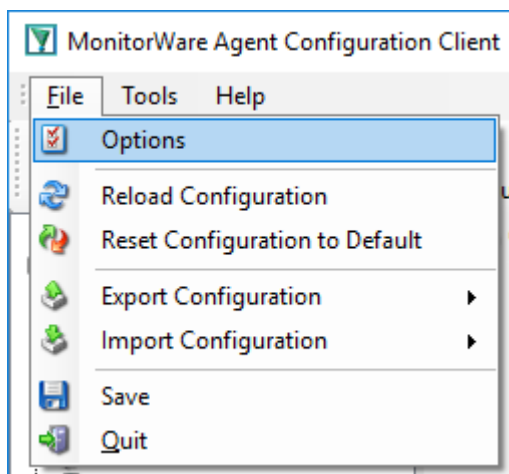 MonitorWare Agent Configuration Client
File Tools Help
Options
Reload Configuration
Reset Configuration to Default
Export Configuration
Import Configuration
Save
Quit